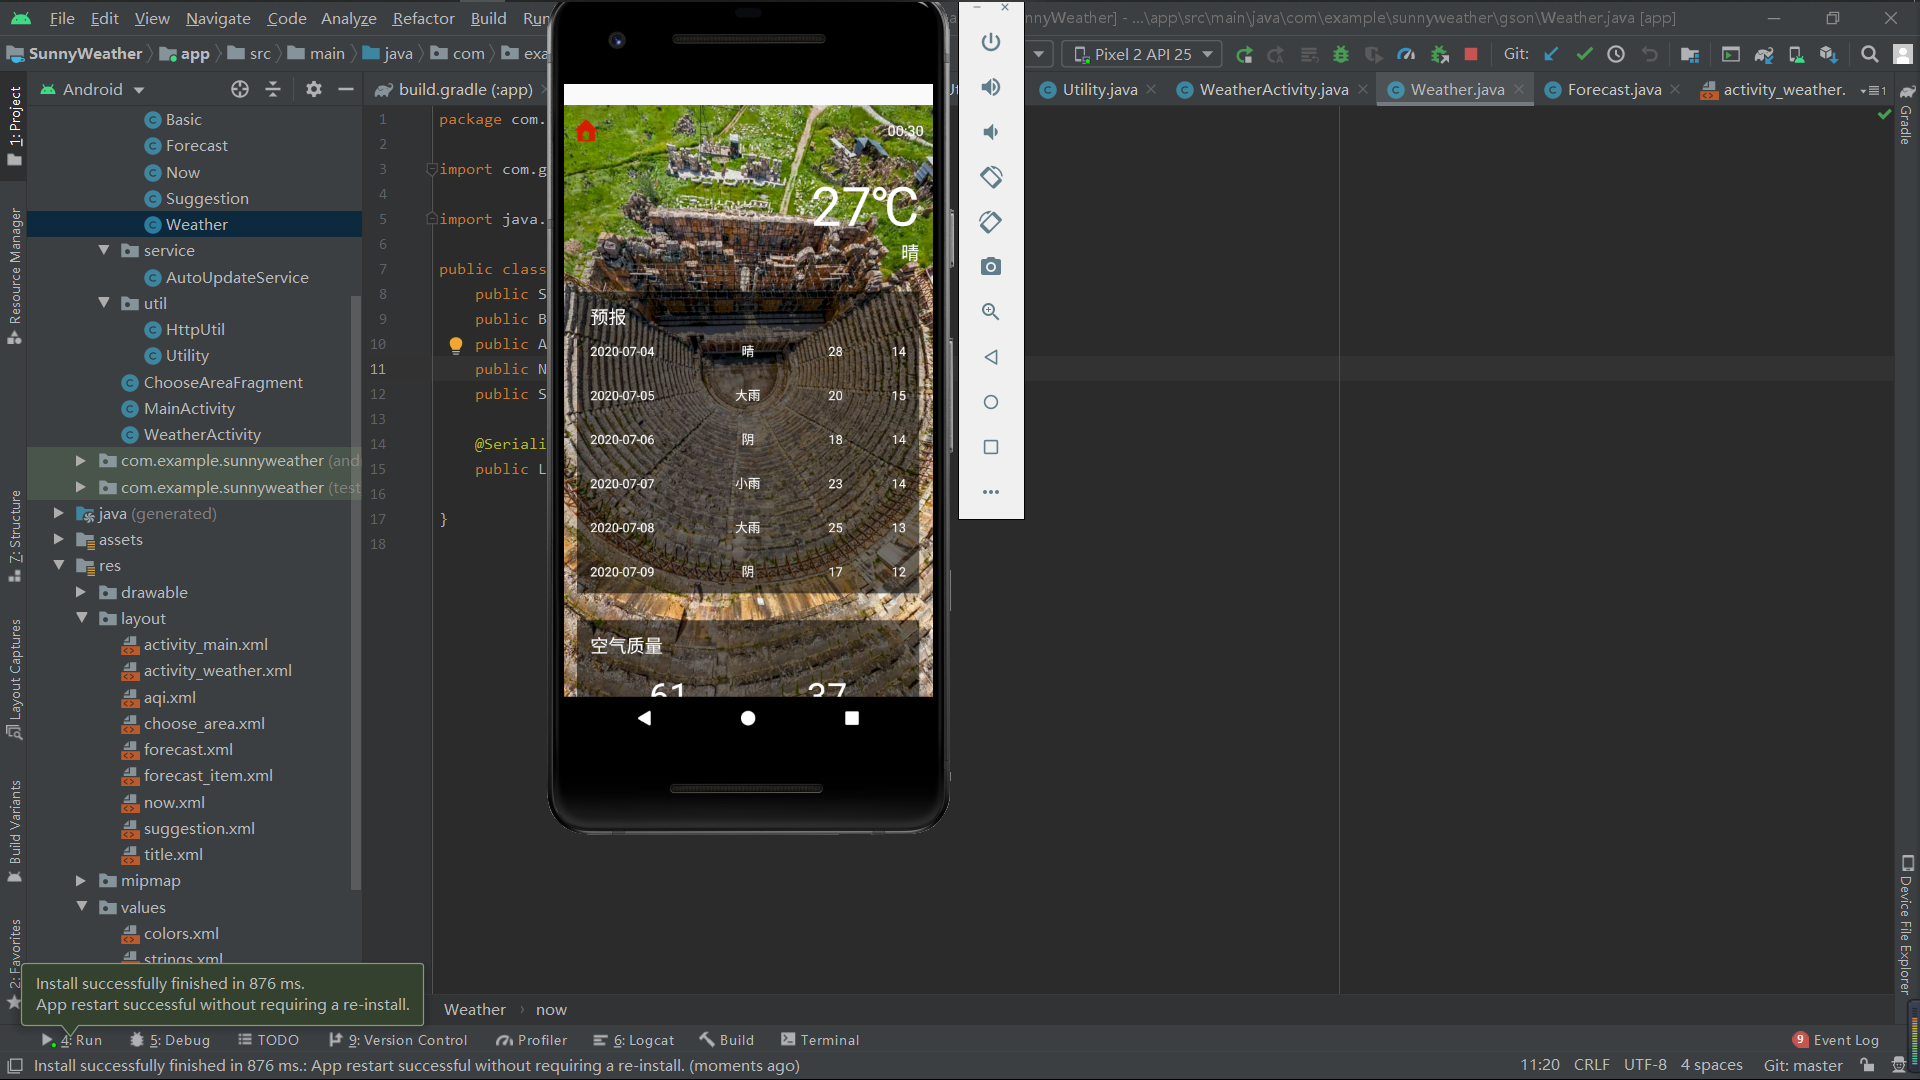 File Edit View Navigate Code Analyze Refactor Build Run
nnyWeather] - ...\app\src\main\java\com\example\sunnyweather\gson\Weather.java [app]
SunnyWeather app src main java com exa
Pixel 2 API 25
Git:
1: Project
Resource Manager
Z: Structure
Layout Captures
Build Variants
2: Favorites
Android
Basic
Forecast
Now
Suggestion
Weather
service
AutoUpdateService
util
HttpUtil
Utility
ChooseAreaFragment
MainActivity
WeatherActivity
com.example.sunnyweather (and
com.example.sunnyweather (test
java (generated)
assets
res
drawable
layout
activity_main.xml
activity_weather.xml
aqi.xml
choose_area.xml
forecast.xml
forecast_item.xml
now.xml
suggestion.xml
title.xml
mipmap
values
colors.xml
strings.xml
build.gradle (:app)
Utility.java
WeatherActivity.java
Weather.java
Forecast.java
activity_weather.
1
1 package com.
2
3 import com.g
4
5 import java.
6
7 public class
8 public S
9 public B
10 public A
11 public N
12 public S
13
14 @Seriali
15 public L
16
17 }
18
00:30
27℃
晴
预报
2020-07-04 晴 28 14
2020-07-05 大雨 20 15
2020-07-06 阴 18 14
2020-07-07 小雨 23 14
2020-07-08 大雨 25 13
2020-07-09 阴 17 12
空气质量
61 37
Gradle
Device File Explorer
Install successfully finished in 876 ms.
App restart successful without requiring a re-install.
Weather now
4: Run 5: Debug TODO 9: Version Control Profiler 6: Logcat Build Terminal
9 Event Log
Install successfully finished in 876 ms.: App restart successful without requiring a re-install. (moments ago)
11:20 CRLF UTF-8 4 spaces Git: master